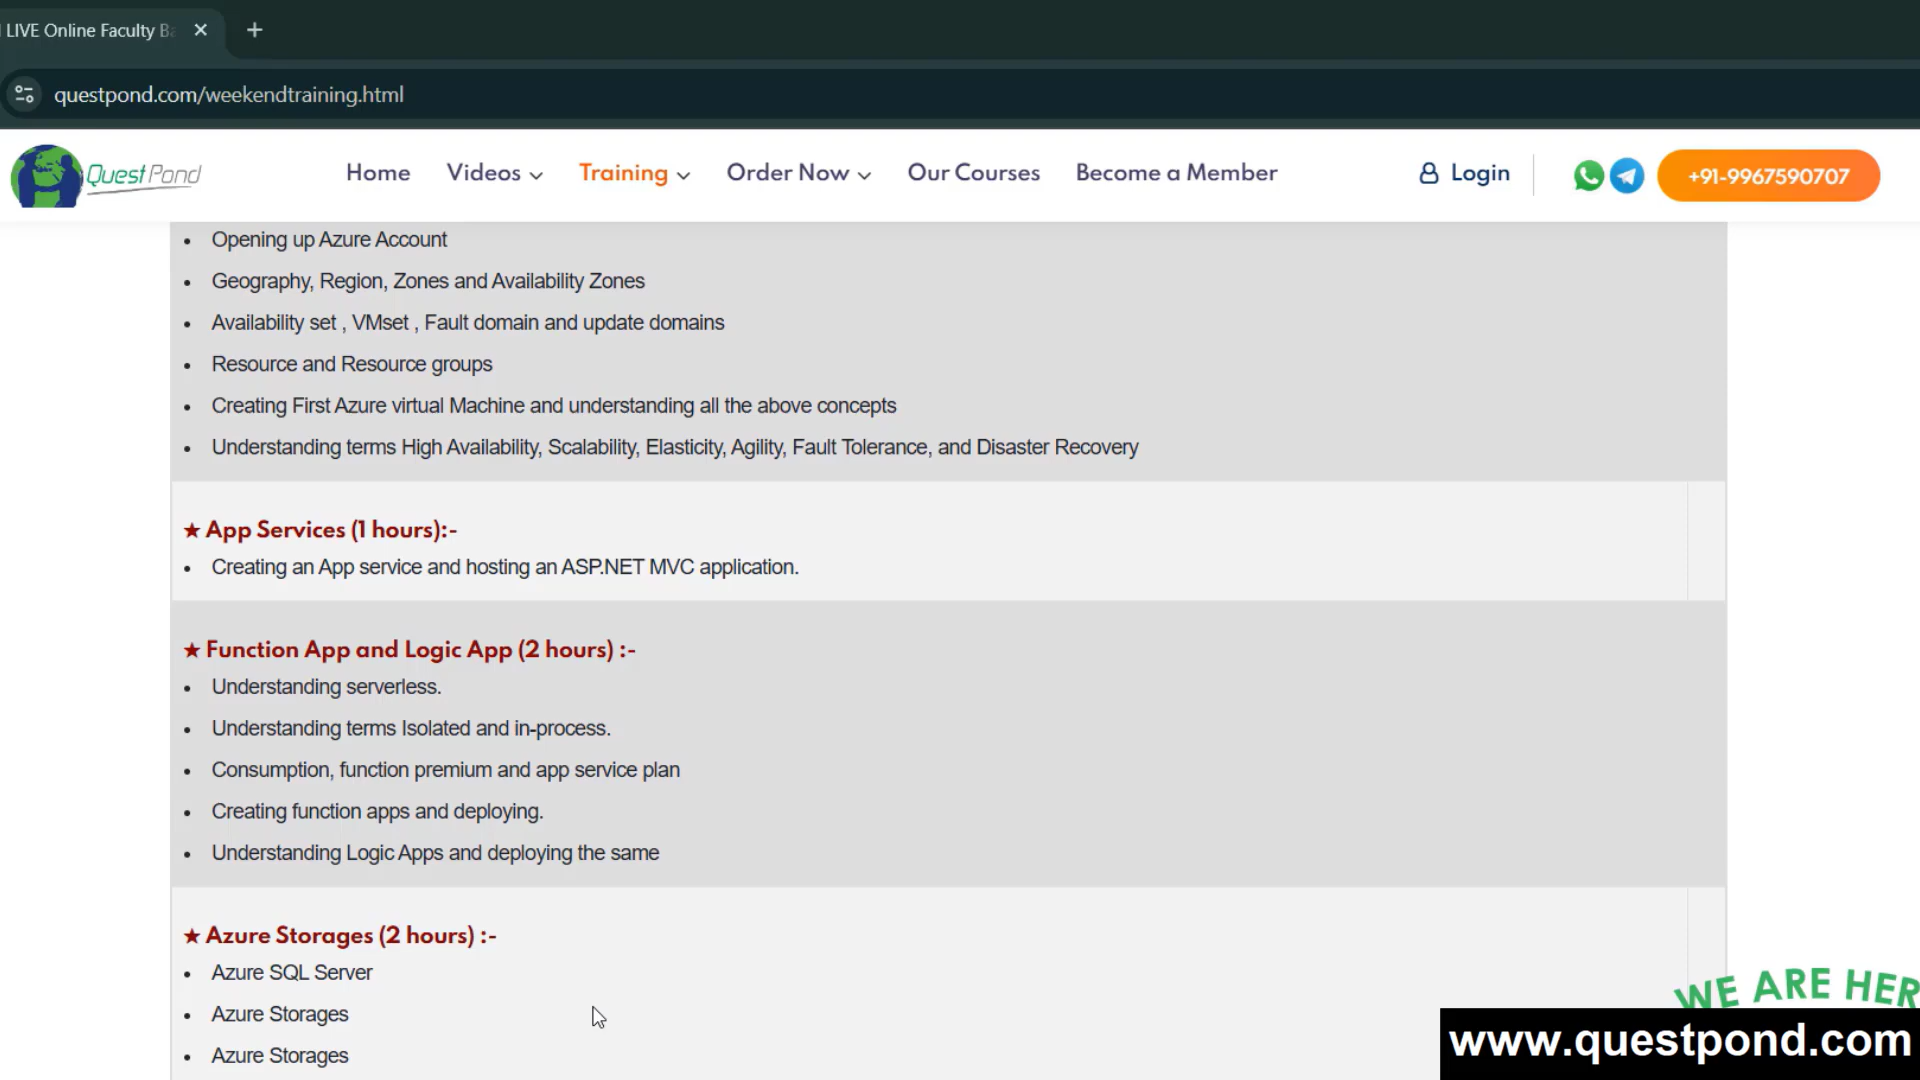 LIVE Online Faculty Ba
questpond.com/weekendtraining.html
QuestPond
Home
Videos
Training
Order Now
Our Courses
Become a Member
Login
+91-9967590707
• Opening up Azure Account
• Geography, Region, Zones and Availability Zones
• Availability set , VMset , Fault domain and update domains
• Resource and Resource groups
• Creating First Azure virtual Machine and understanding all the above concepts
• Understanding terms High Availability, Scalability, Elasticity, Agility, Fault Tolerance, and Disaster Recovery
★ App Services (1 hours):-
• Creating an App service and hosting an ASP.NET MVC application.
★ Function App and Logic App (2 hours) :-
• Understanding serverless.
• Understanding terms Isolated and in-process.
• Consumption, function premium and app service plan
• Creating function apps and deploying.
• Understanding Logic Apps and deploying the same
★ Azure Storages (2 hours) :-
• Azure SQL Server
• Azure Storages
• Azure Storages
WE ARE HER
www.questpond.com